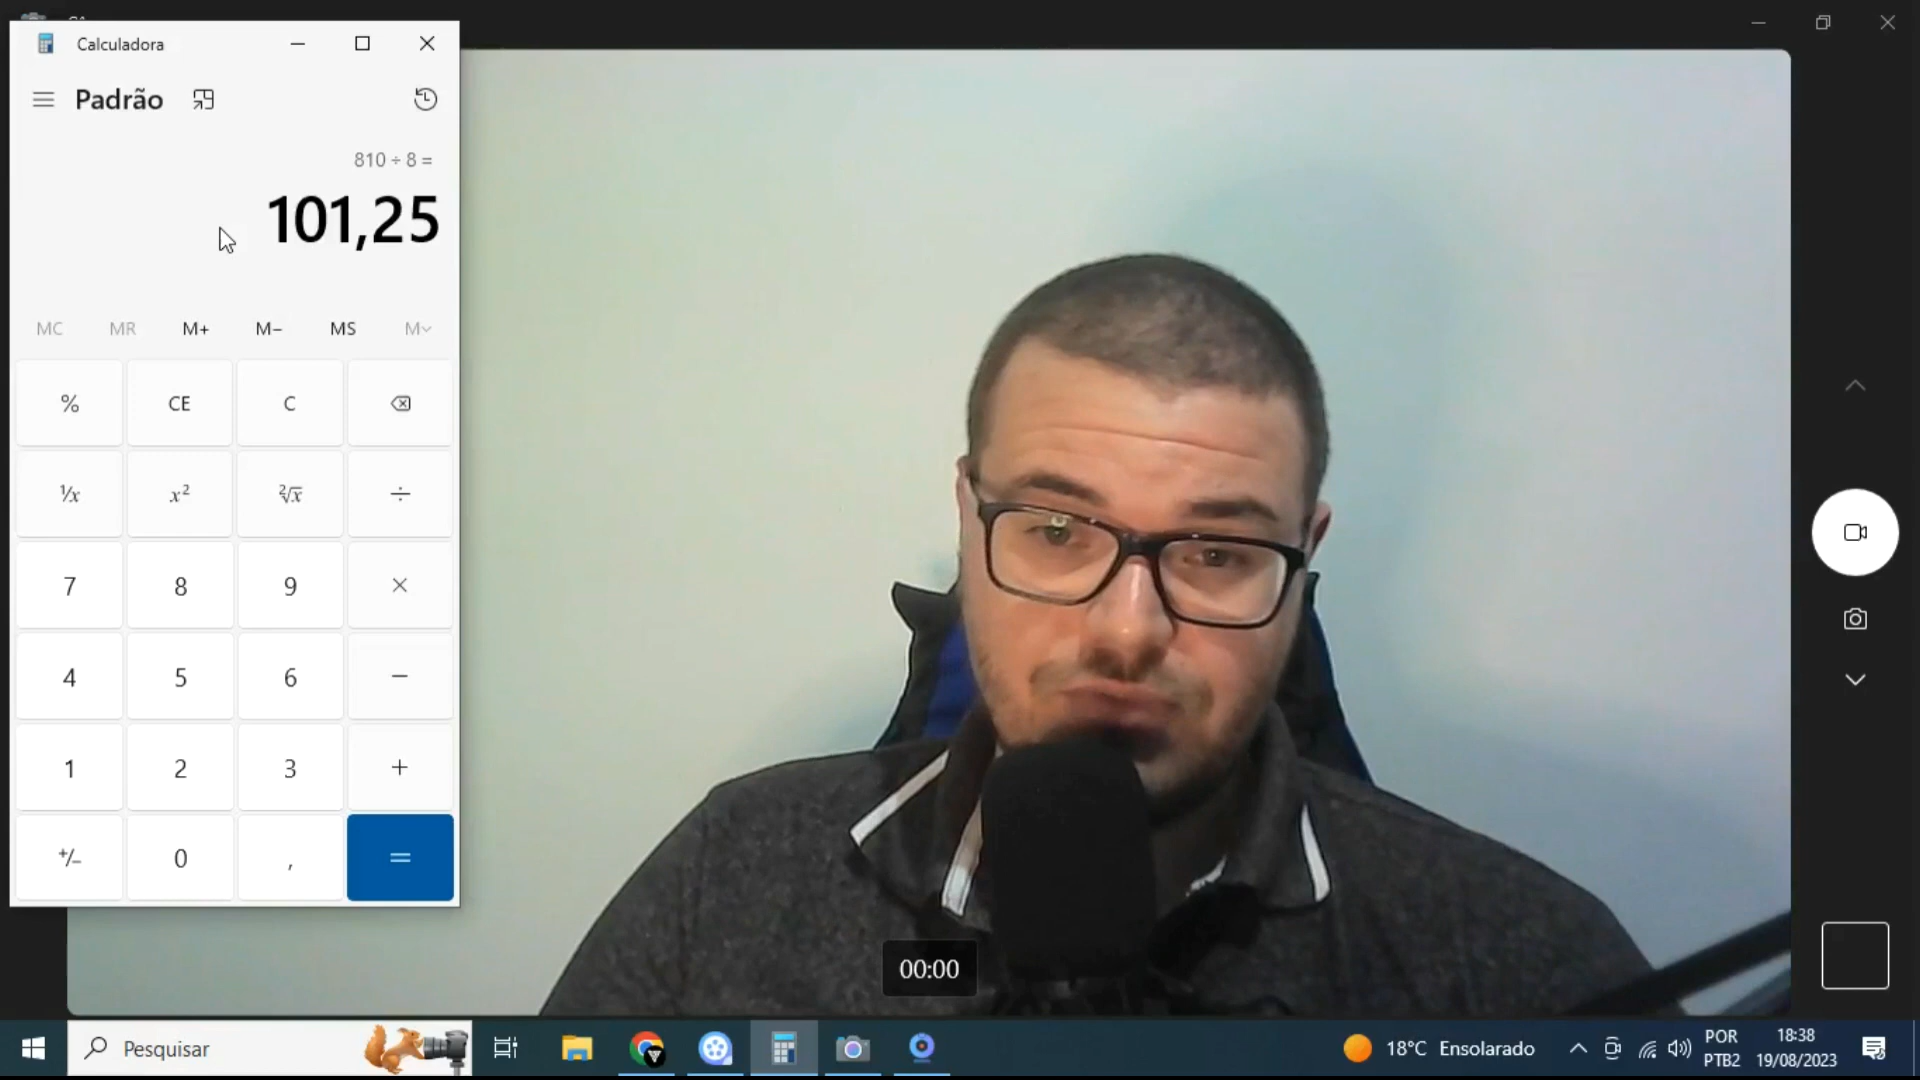 Calculadora
Padrão
810 ÷ 8 =
101,25
MC MR M+ M− MS M
% CE C
¹/x x² ²√x ÷
7 8 9 ×
4 5 6 −
1 2 3 +
+/− 0 , =
00:00
Pesquisar
18°C Ensolarado
POR
PTB2
18:38
19/08/2023